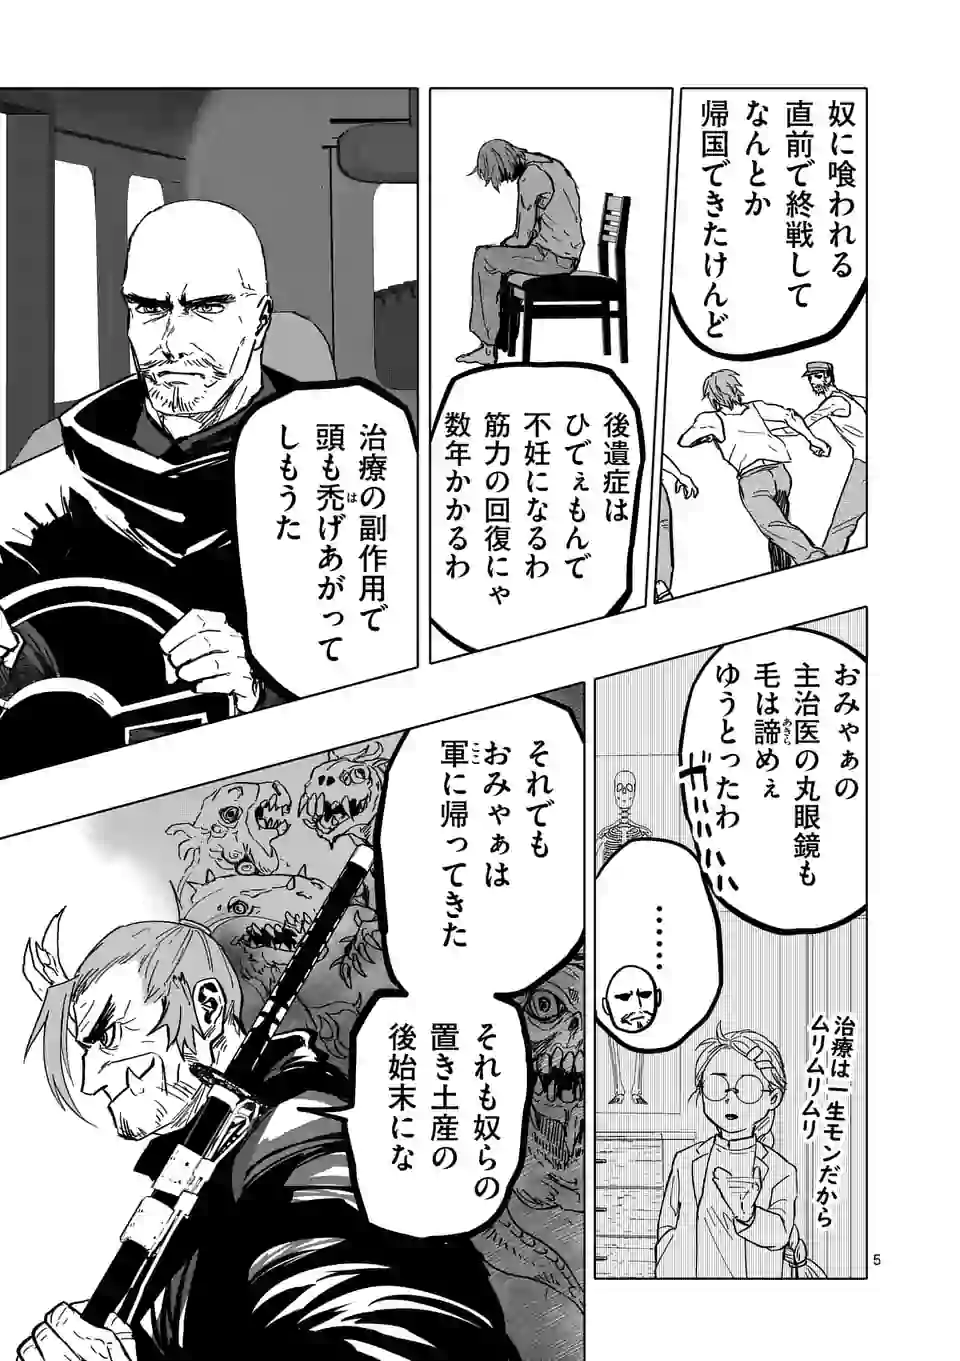 奴に喰われる
直前で終戦して
なんとか
帰国できたけんど
後遺症は
ひでぇもんで
不妊になるわ
筋力の回復にゃ
数年かかるわ
治療の副作用で
頭も禿げあがって
は
しもうた
おみゃぁの
主治医の丸眼鏡も
毛は諦めぇ
あきら
ゆうとったわ
ガハハハハ
………
治療は一生モンだから
ムリムリムリ
それでも
おみゃぁは
軍に帰ってきた
ここ
それも奴らの
置き土産の
後始末にな
5